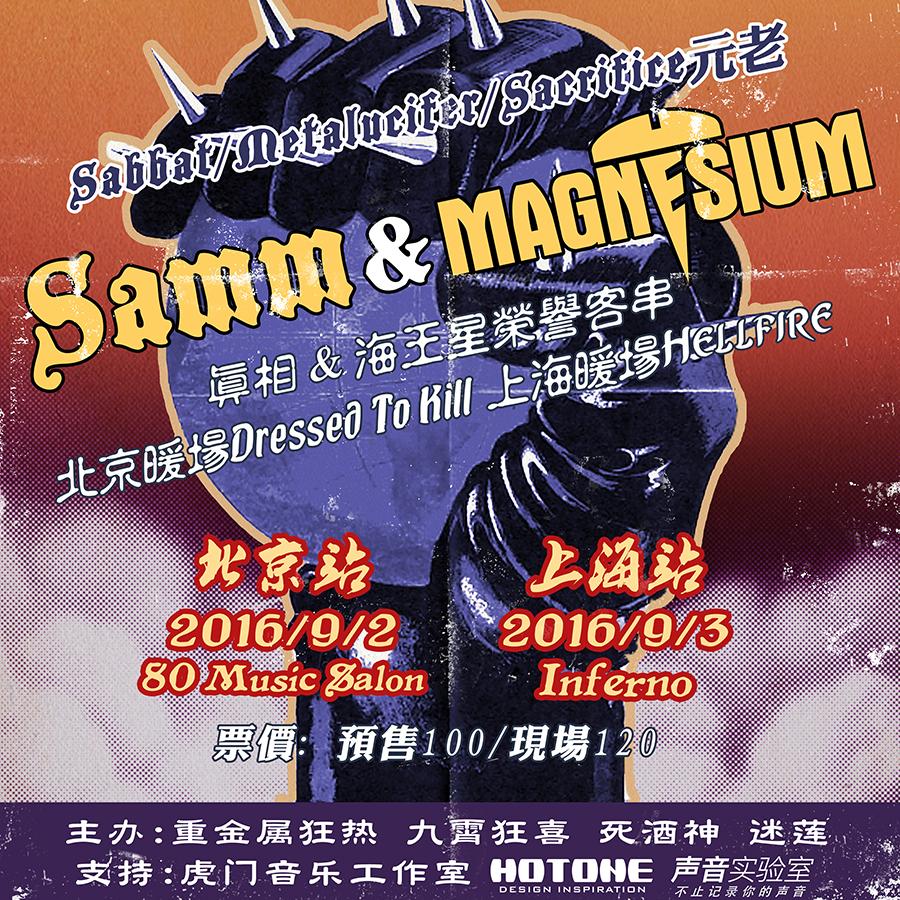 Sabbat/Metalucifer/Sacrifice元老
Samm & MAGNESIUM
眞相 & 海王星榮譽客串
北京暖場Dressed To Kill 上海暖場HELLFIRE
北京站
2016/9/2
80 Music Salon
上海站
2016/9/3
Inferno
票價: 預售100/現場120
主办:重金属狂热 九霄狂喜 死酒神 迷莲
支持:虎门音乐工作室 HOTONE DESIGN INSPIRATION 声音实验室 不止记录你的声音